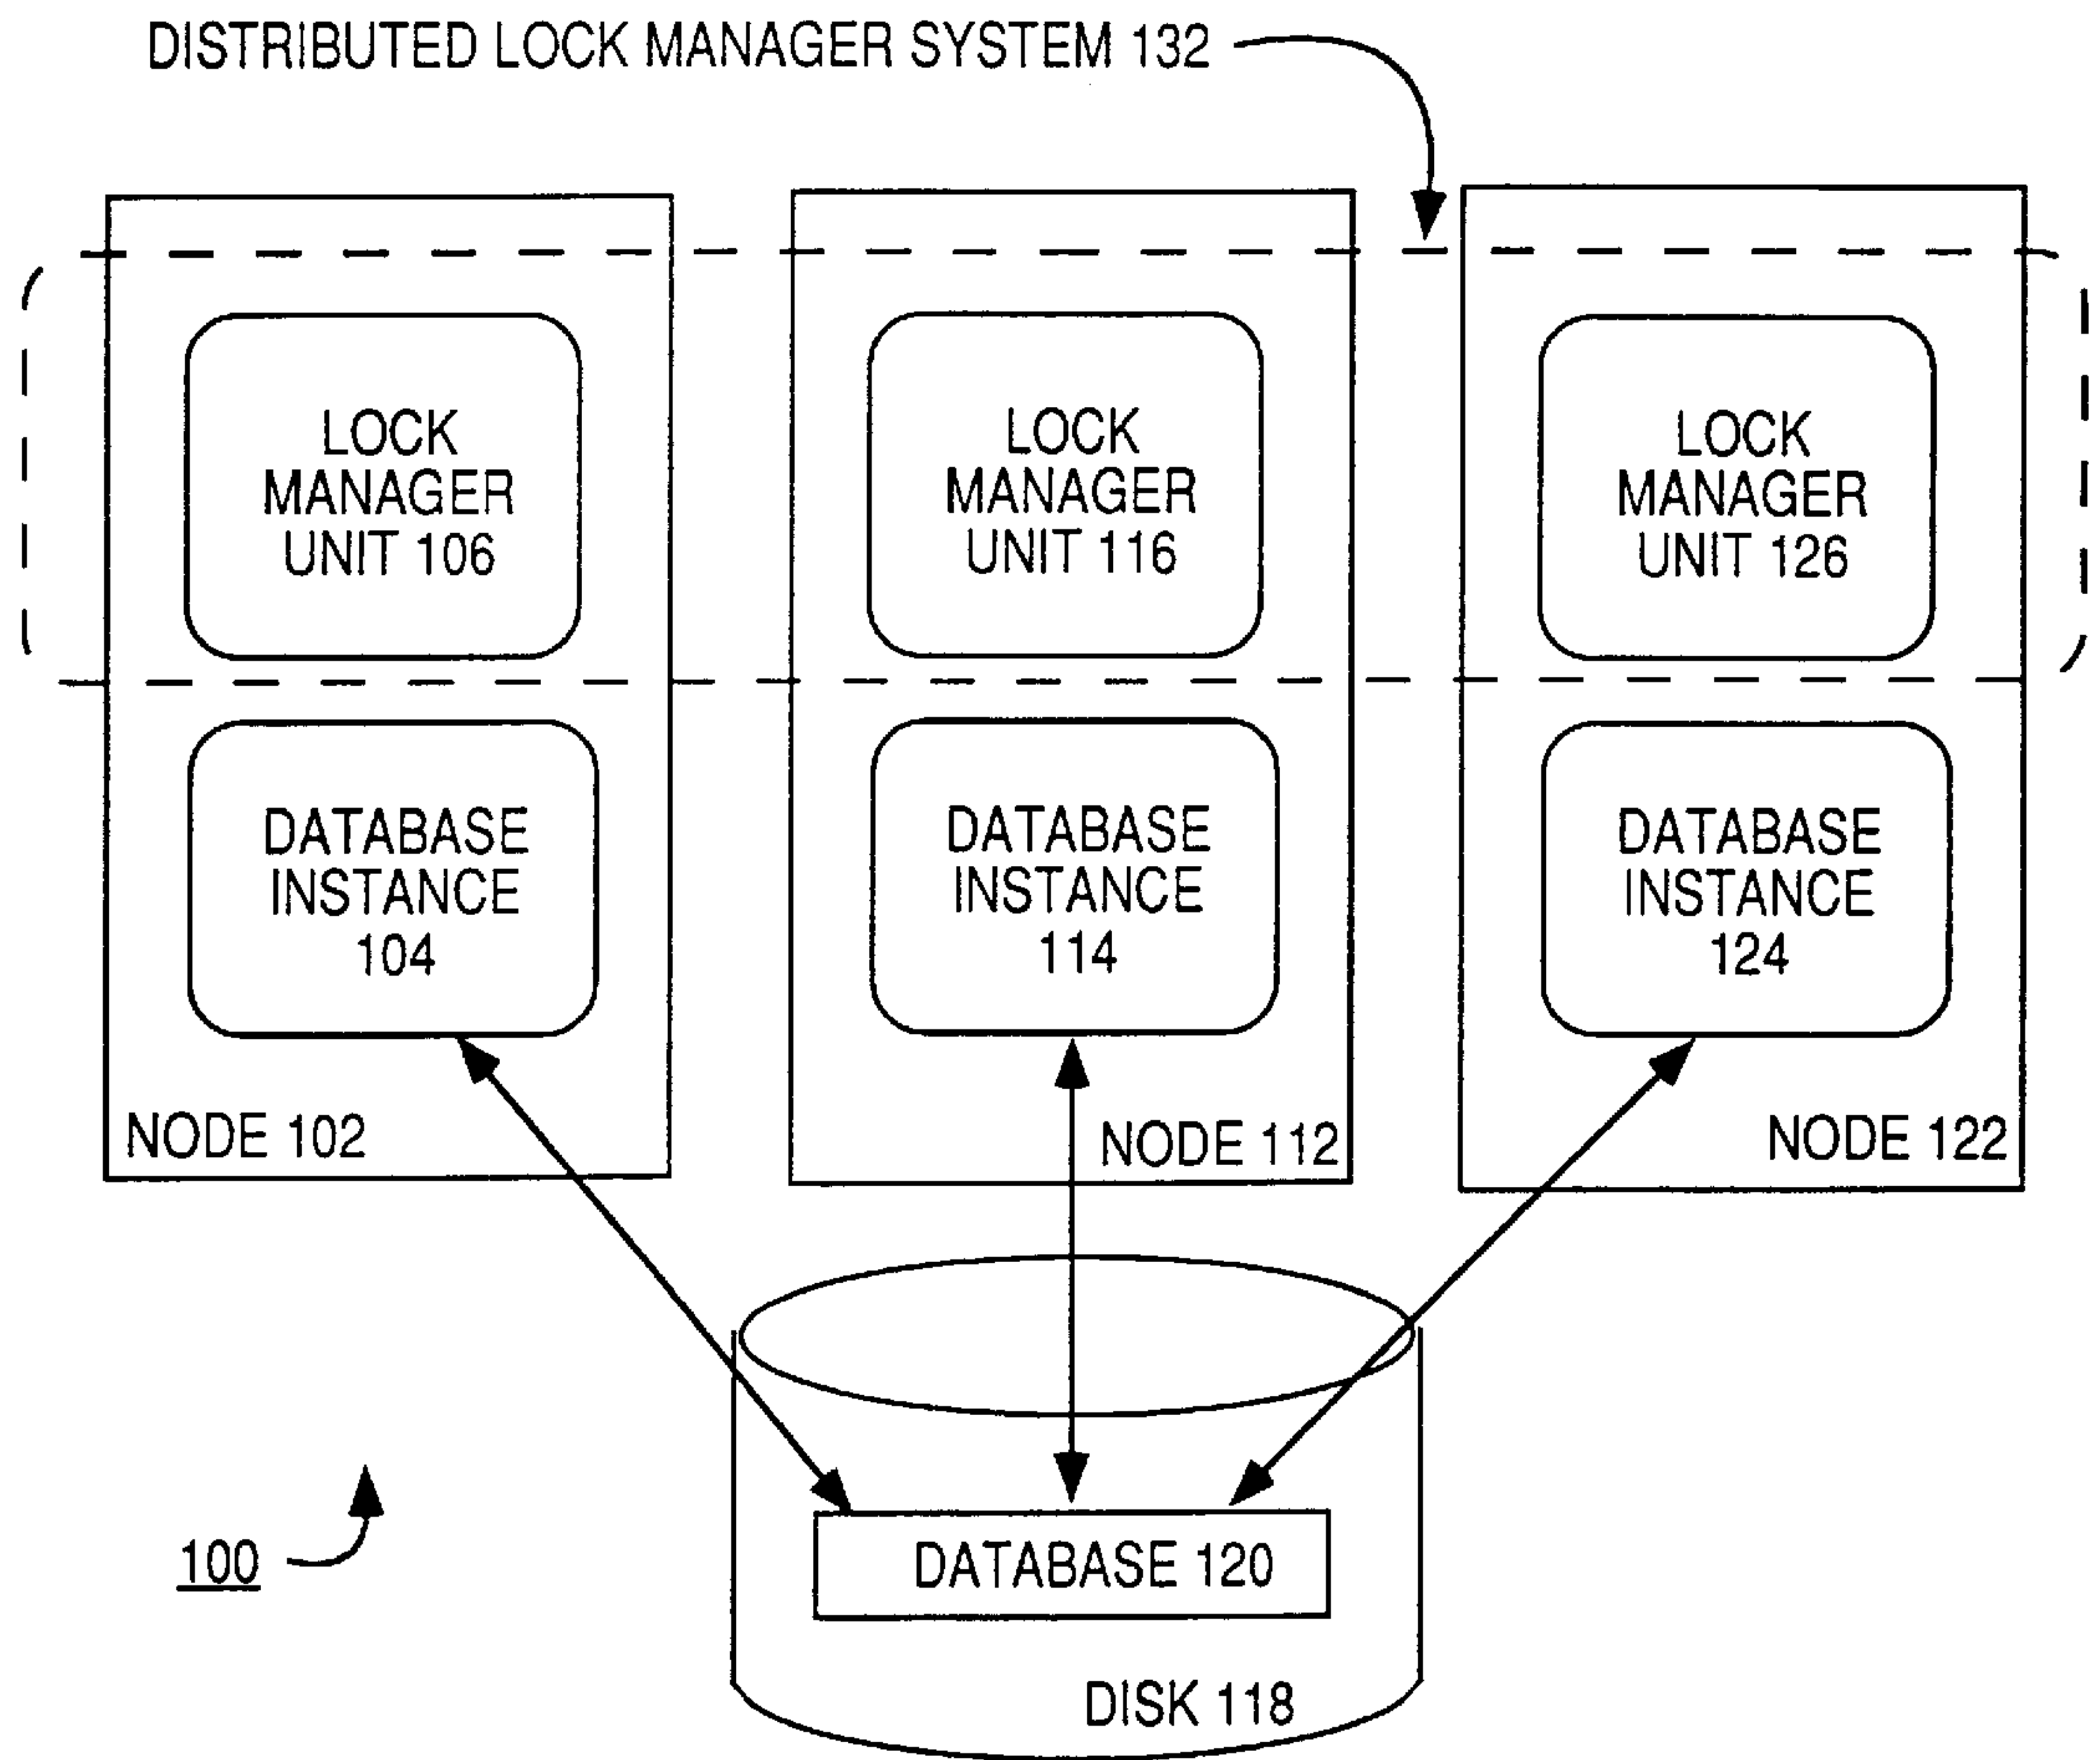 DISTRIBUTED LOCK MANAGER SYSTEM 132
LOCK
MANAGER
UNIT 106
LOCK
MANAGER
UNIT 116
LOCK
MANAGER
UNIT 126
DATABASE
INSTANCE
104
DATABASE
INSTANCE
114
DATABASE
INSTANCE
124
NODE 102
NODE 112
NODE 122
100
DATABASE 120
DISK 118